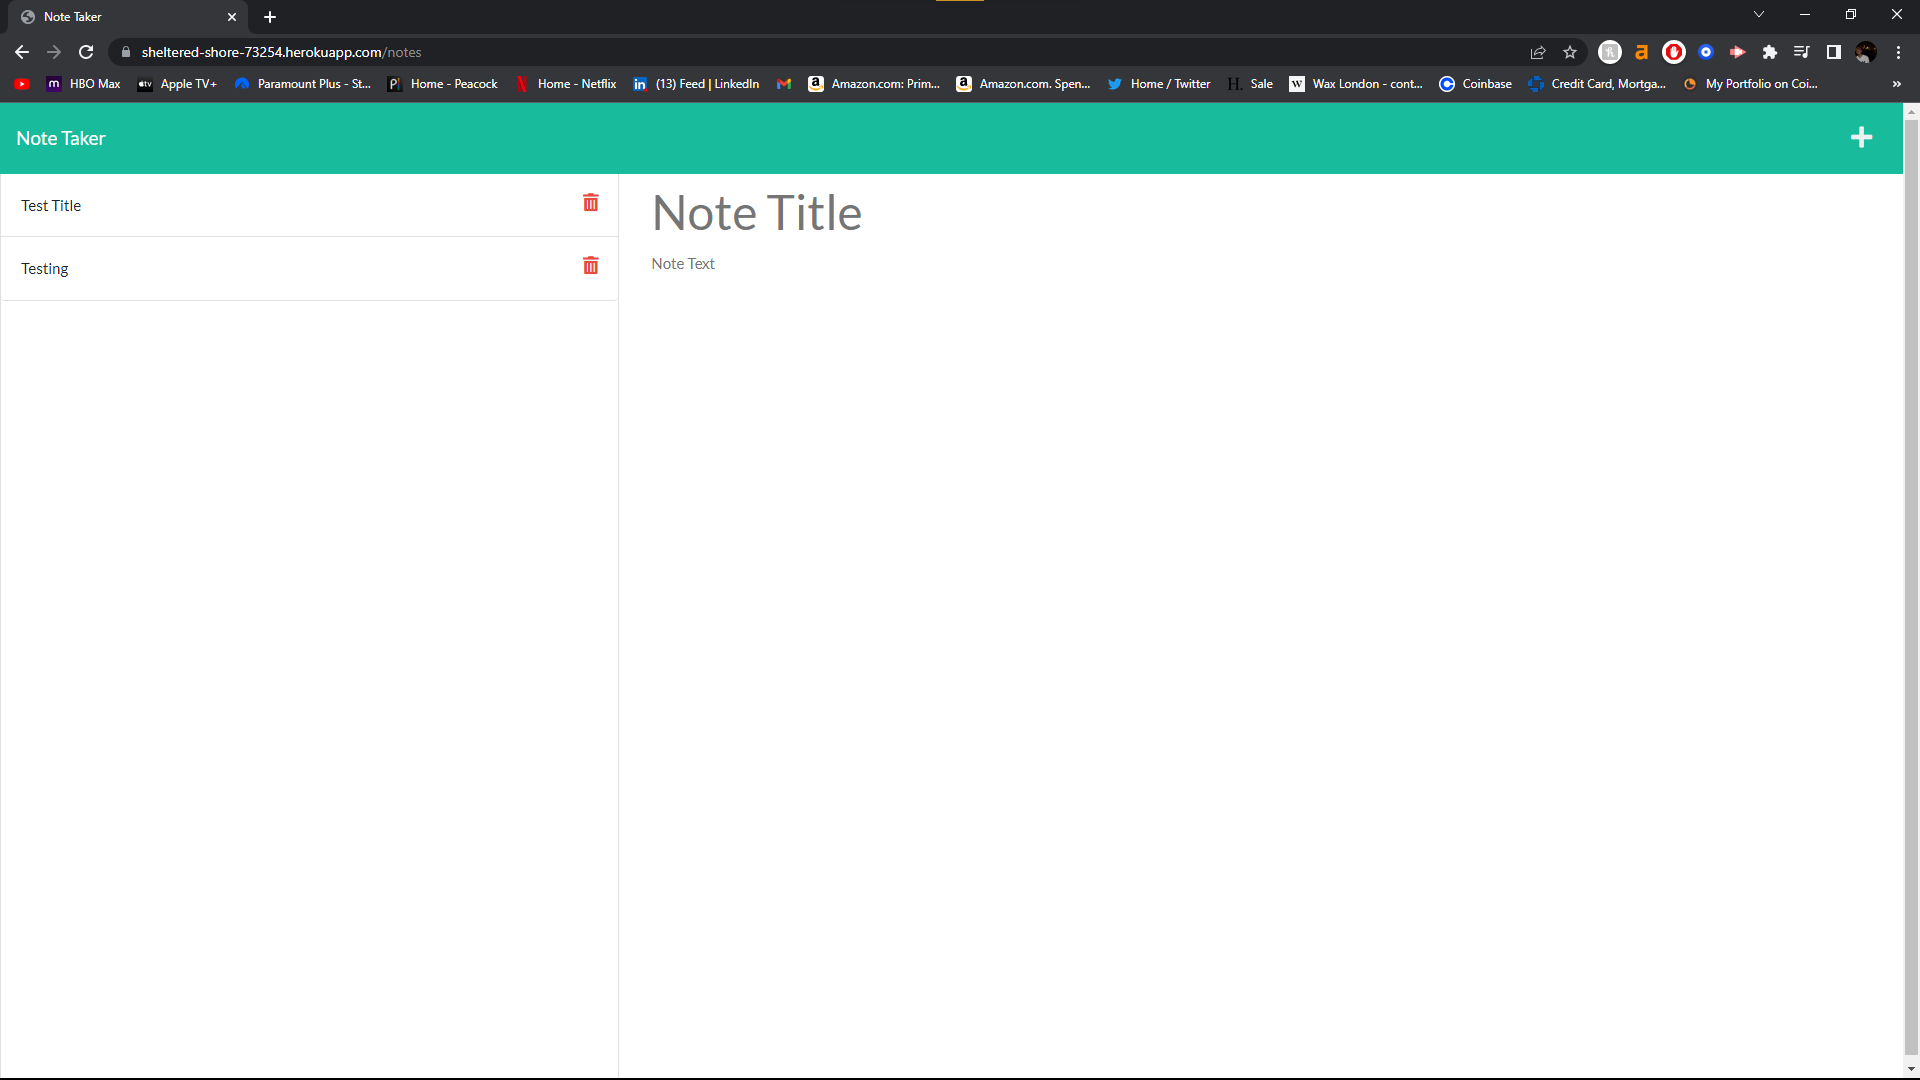 Note Taker
sheltered-shore-73254.herokuapp.com/notes
HBO Max Apple TV+ Paramount Plus - St... Home - Peacock Home - Netflix (13) Feed | LinkedIn Amazon.com: Prim... Amazon.com. Spen... Home / Twitter Sale Wax London - cont... Coinbase Credit Card, Mortga... My Portfolio on Coi... »
Note Taker
Test Title
Testing
Note Title
Note Text